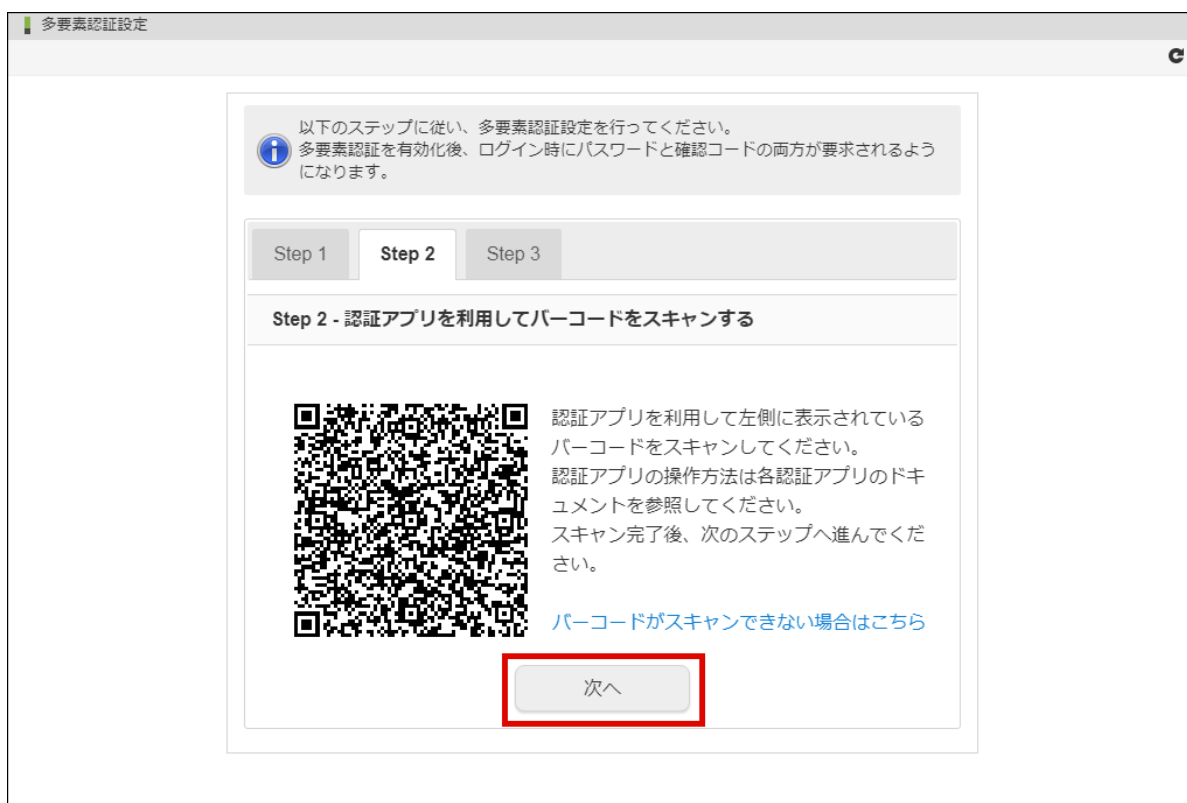 多要素認証設定
以下のステップに従い、多要素認証設定を行ってください。
多要素認証を有効化後、ログイン時にパスワードと確認コードの両方が要求されるよう
になります。
Step 1
Step 2
Step 3
Step 2 - 認証アプリを利用してバーコードをスキャンする
認証アプリを利用して左側に表示されている
バーコードをスキャンしてください。
認証アプリの操作方法は各認証アプリのドキ
ュメントを参照してください。
スキャン完了後、次のステップへ進んでくだ
さい。
バーコードがスキャンできない場合はこちら
次へ